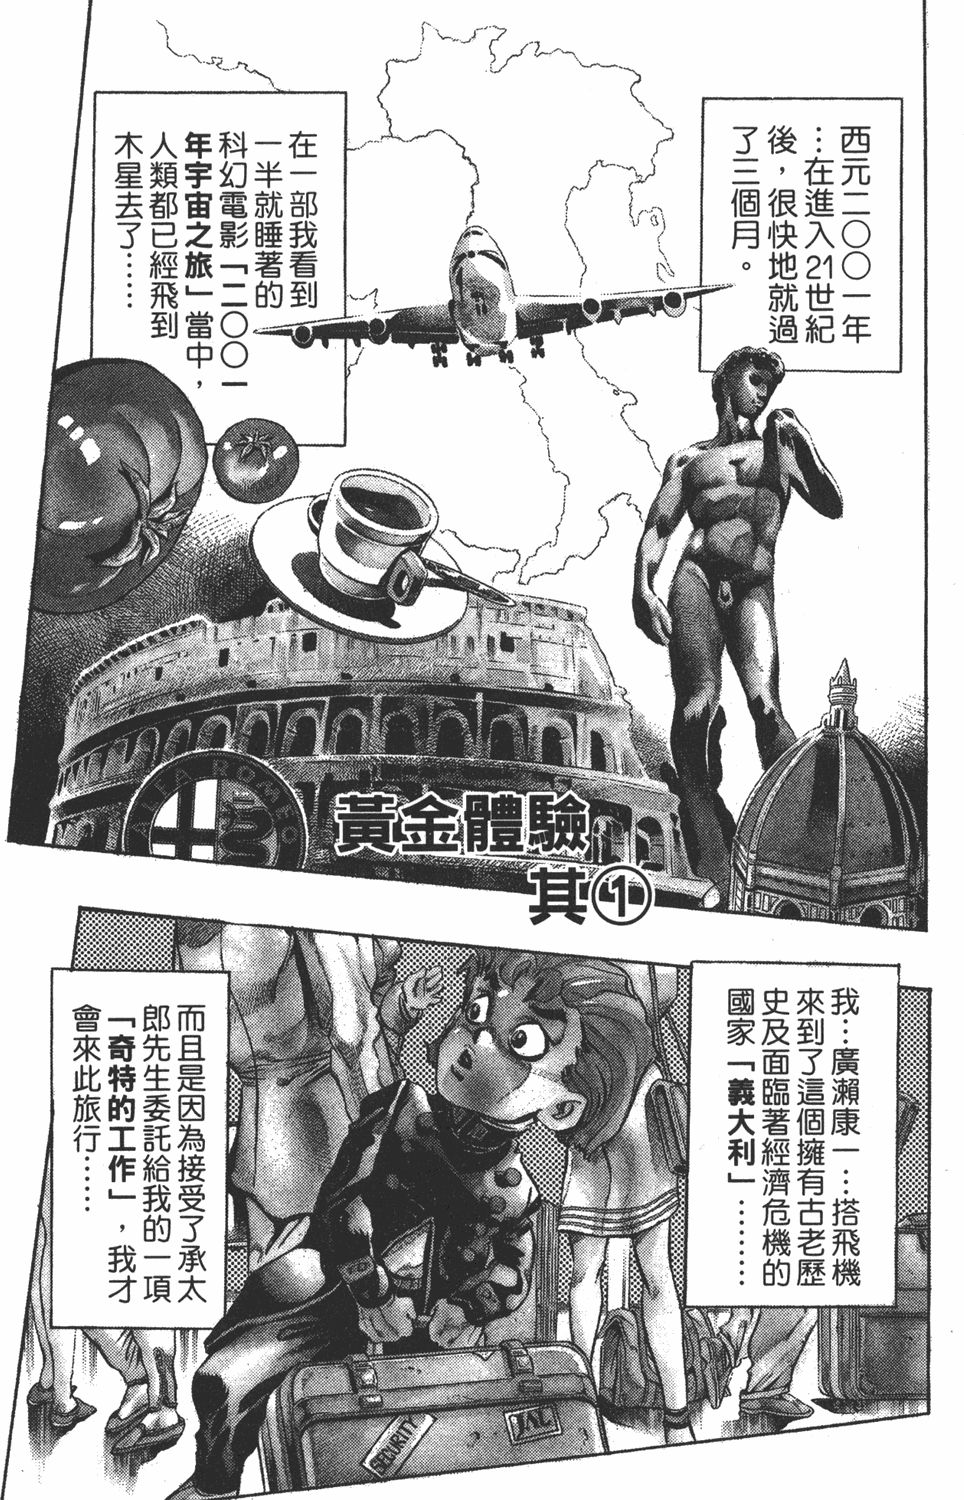 西元二〇〇一年
…在進入21世紀
後，很快地就過
了三個月。
在一部我看到
一半就睡著的
科幻電影「二〇〇一
年宇宙之旅」當中，
人類都已經飛到
木星去了……
ALFA ROMEO
黃金體驗
其①
我…廣瀨康一…搭飛機
來到了這個擁有古老歷
史及面臨著經濟危機的
國家「義大利」………
而且是因為接受了承太
郎先生委託給我的一項
「奇特的工作」，我才
會來此旅行……
SECURITY
JAL